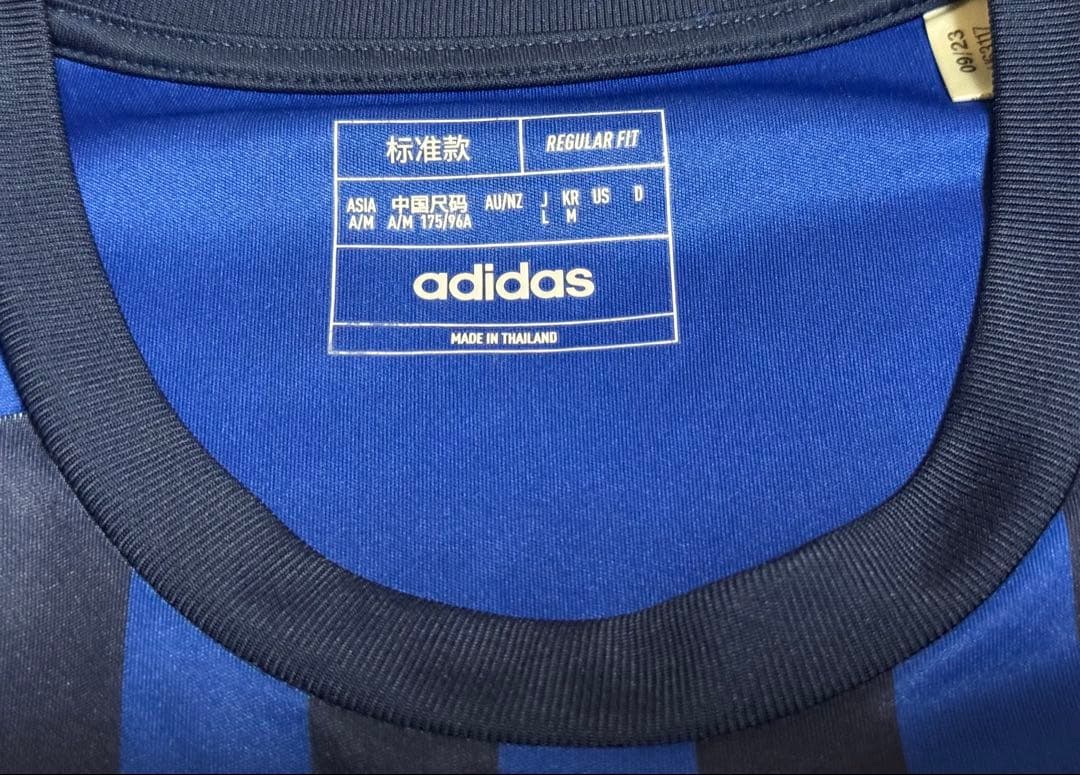 标准款
REGULAR FIT
ASIA 中国尺码 AU/NZ J KR US D
A/M A/M 175/96A L M
adidas
MADE IN THAILAND
09/23